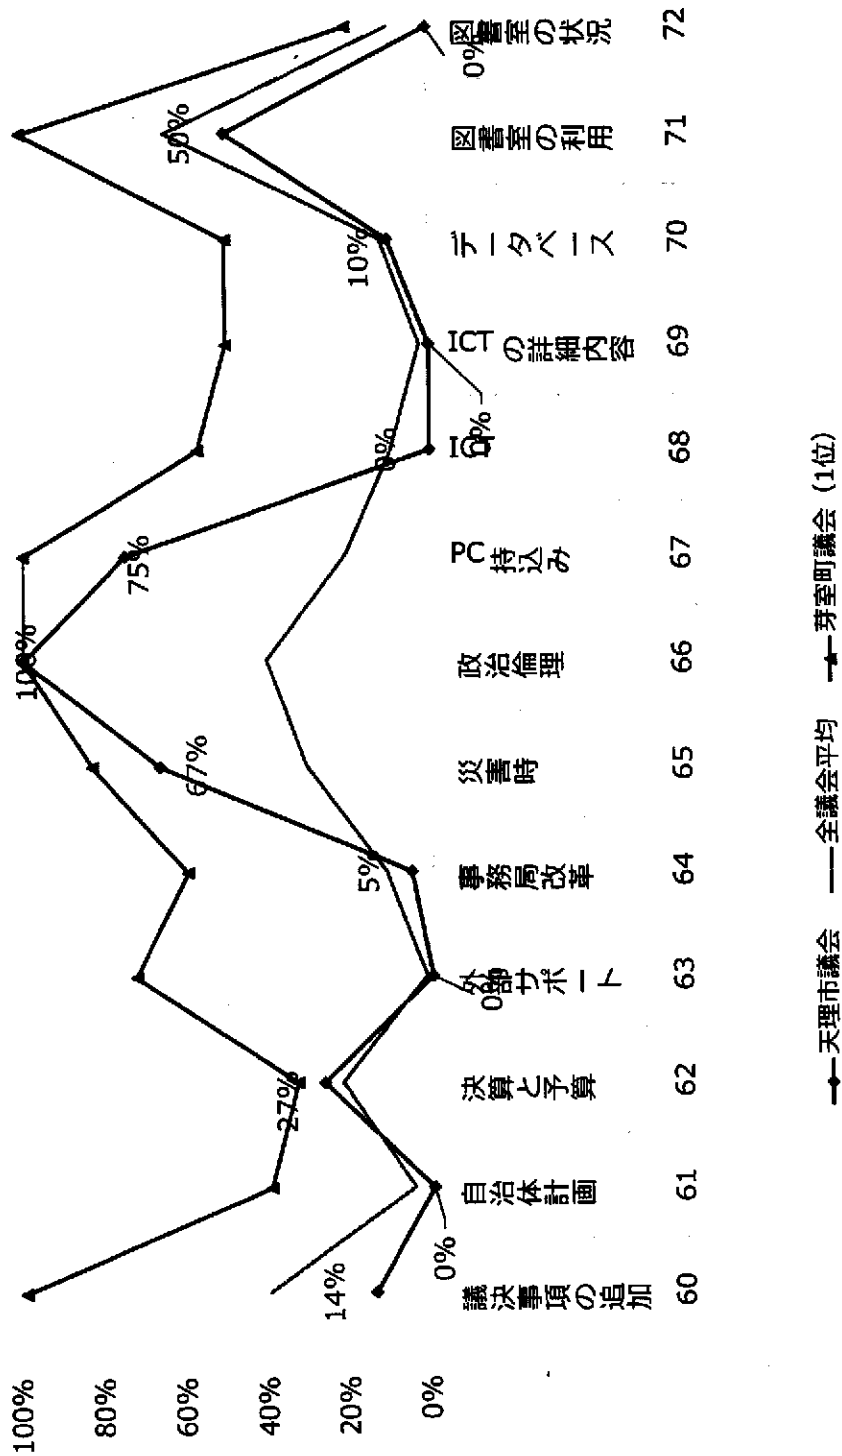 100%
80%
60%
40%
20%
0%
14%
0%
27%
0%
5%
67%
100%
75%
0%
0%
10%
50%
0%
議決事項の追加
自治体計画
決算と予算
外部サポート
事務局改革
災害時
政治倫理
PC持込み
ICT
ICTの詳細内容
データベース
図書室の利用
図書室の状況
60
61
62
63
64
65
66
67
68
69
70
71
72
天理市議会
全議会平均
芽室町議会（1位）